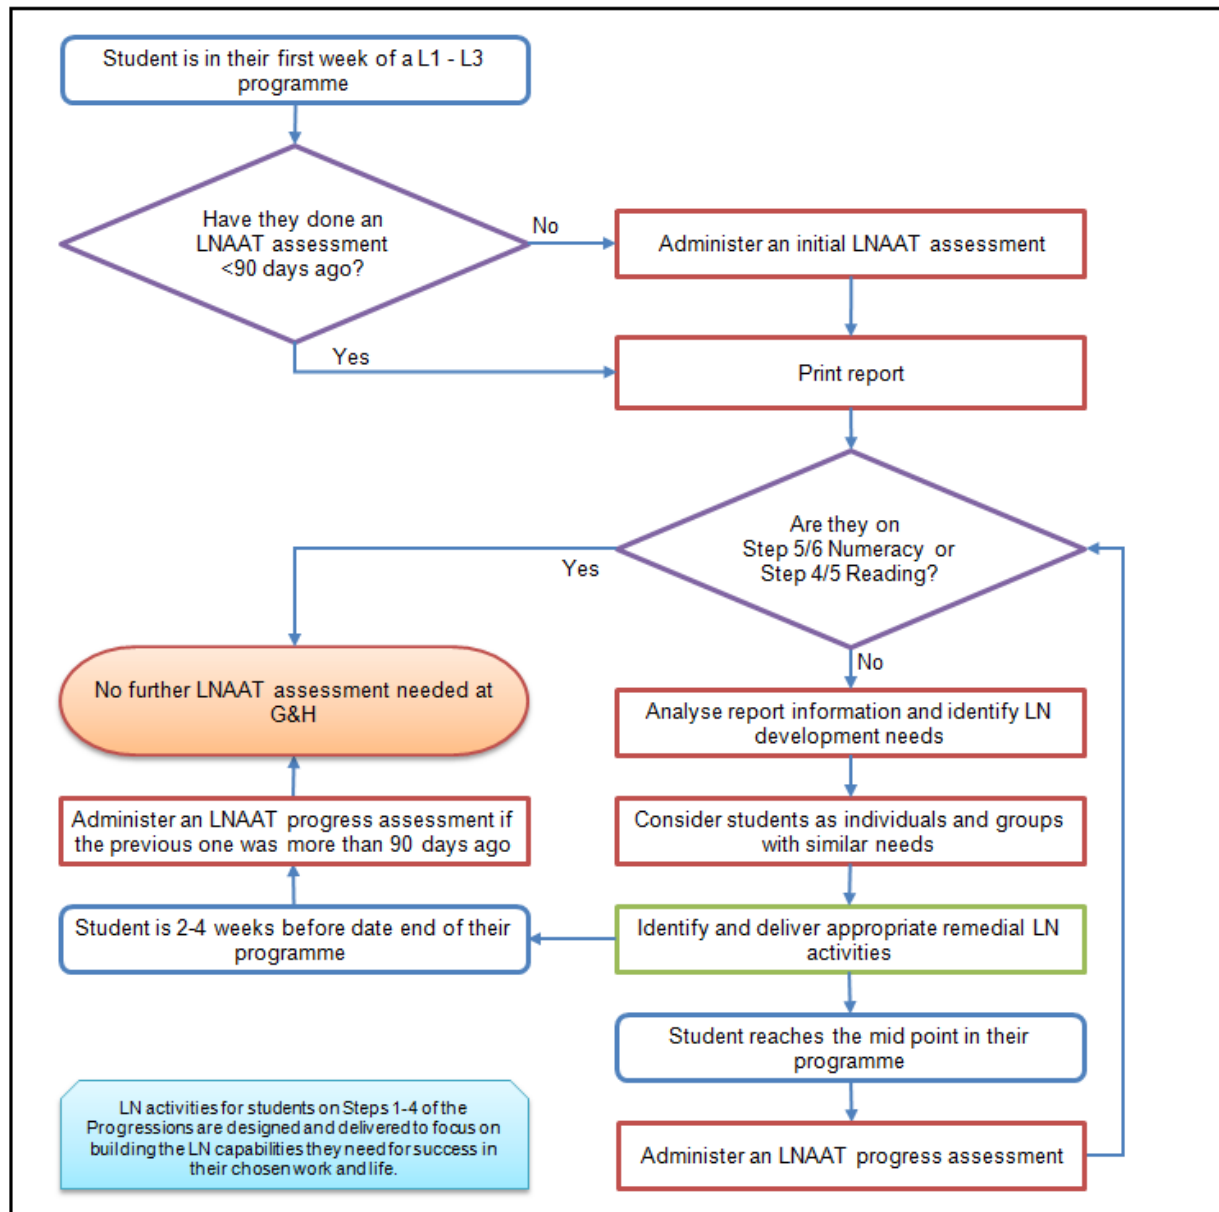 Student is in their first week of a L1 - L3
programme
Have they done an
LNAAT assessment
<90 days ago?
No
Administer an initial LNAAT assessment
Yes
Print report
Are they on
Step 5/6 Numeracy or
Step 4/5 Reading?
Yes
No
No further LNAAT assessment needed at
G&H
Analyse report information and identify LN
development needs
Administer an LNAAT progress assessment if
the previous one was more than 90 days ago
Consider students as individuals and groups
with similar needs
Student is 2-4 weeks before date end of their
programme
Identify and deliver appropriate remedial LN
activities
Student reaches the mid point in their
programme
LN activities for students on Steps 1-4 of the
Progressions are designed and delivered to focus on
building the LN capabilities they need for success in
their chosen work and life.
Administer an LNAAT progress assessment